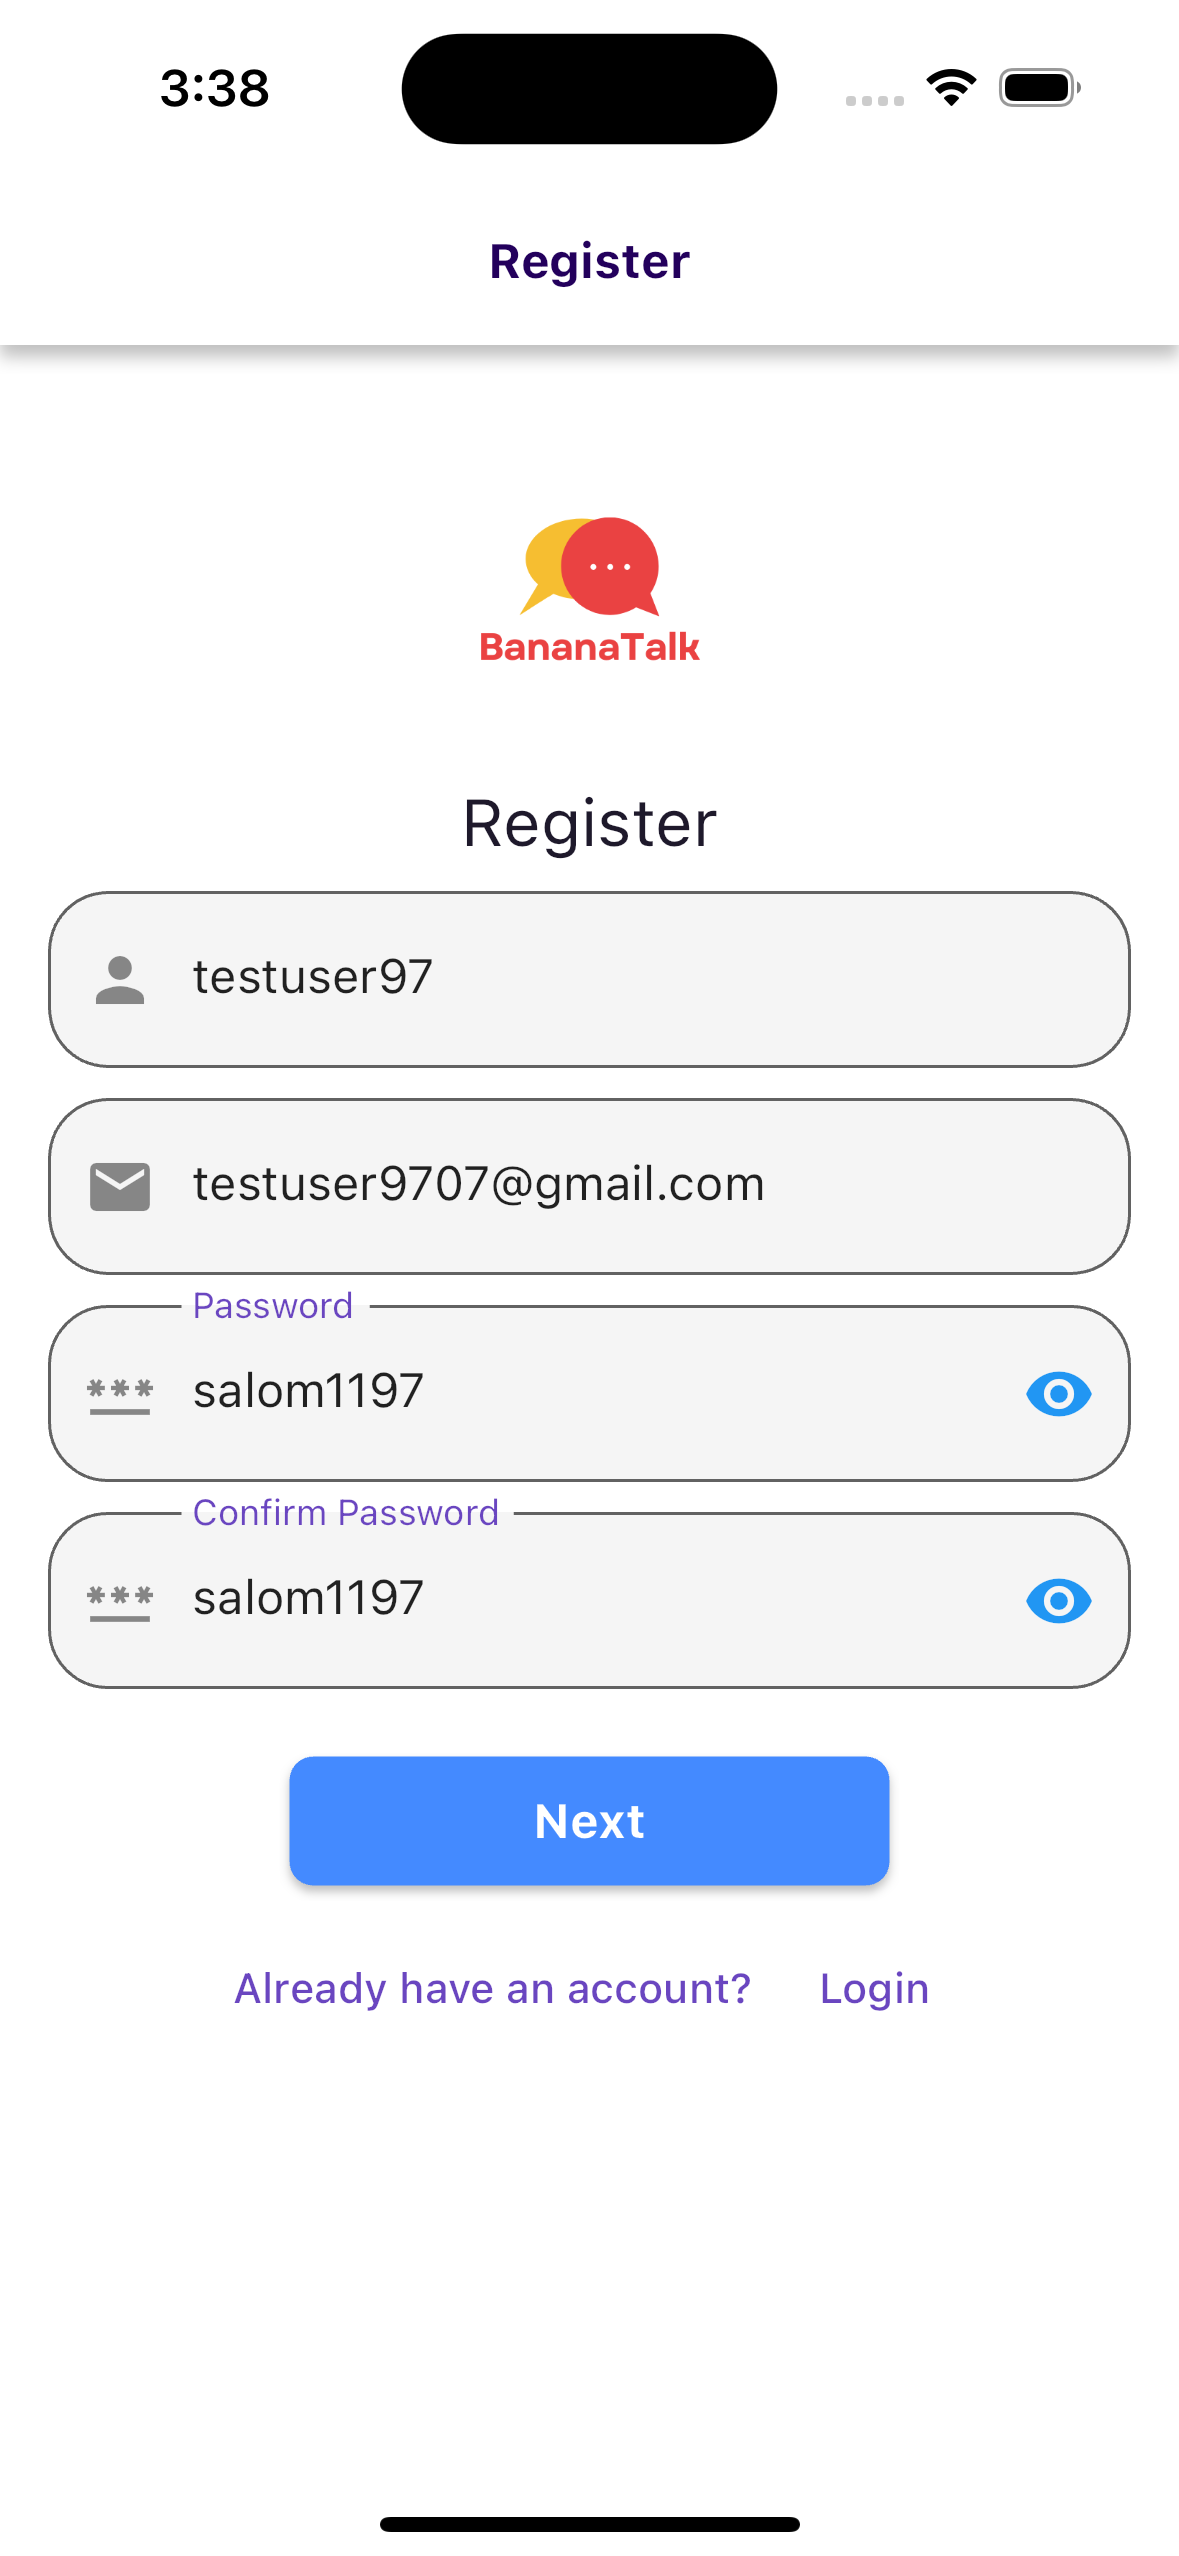 3:38
Register
BananaTalk
Register
testuser97
testuser9707@gmail.com
Password
salom1197
Confirm Password
salom1197
Next
Already have an account? Login